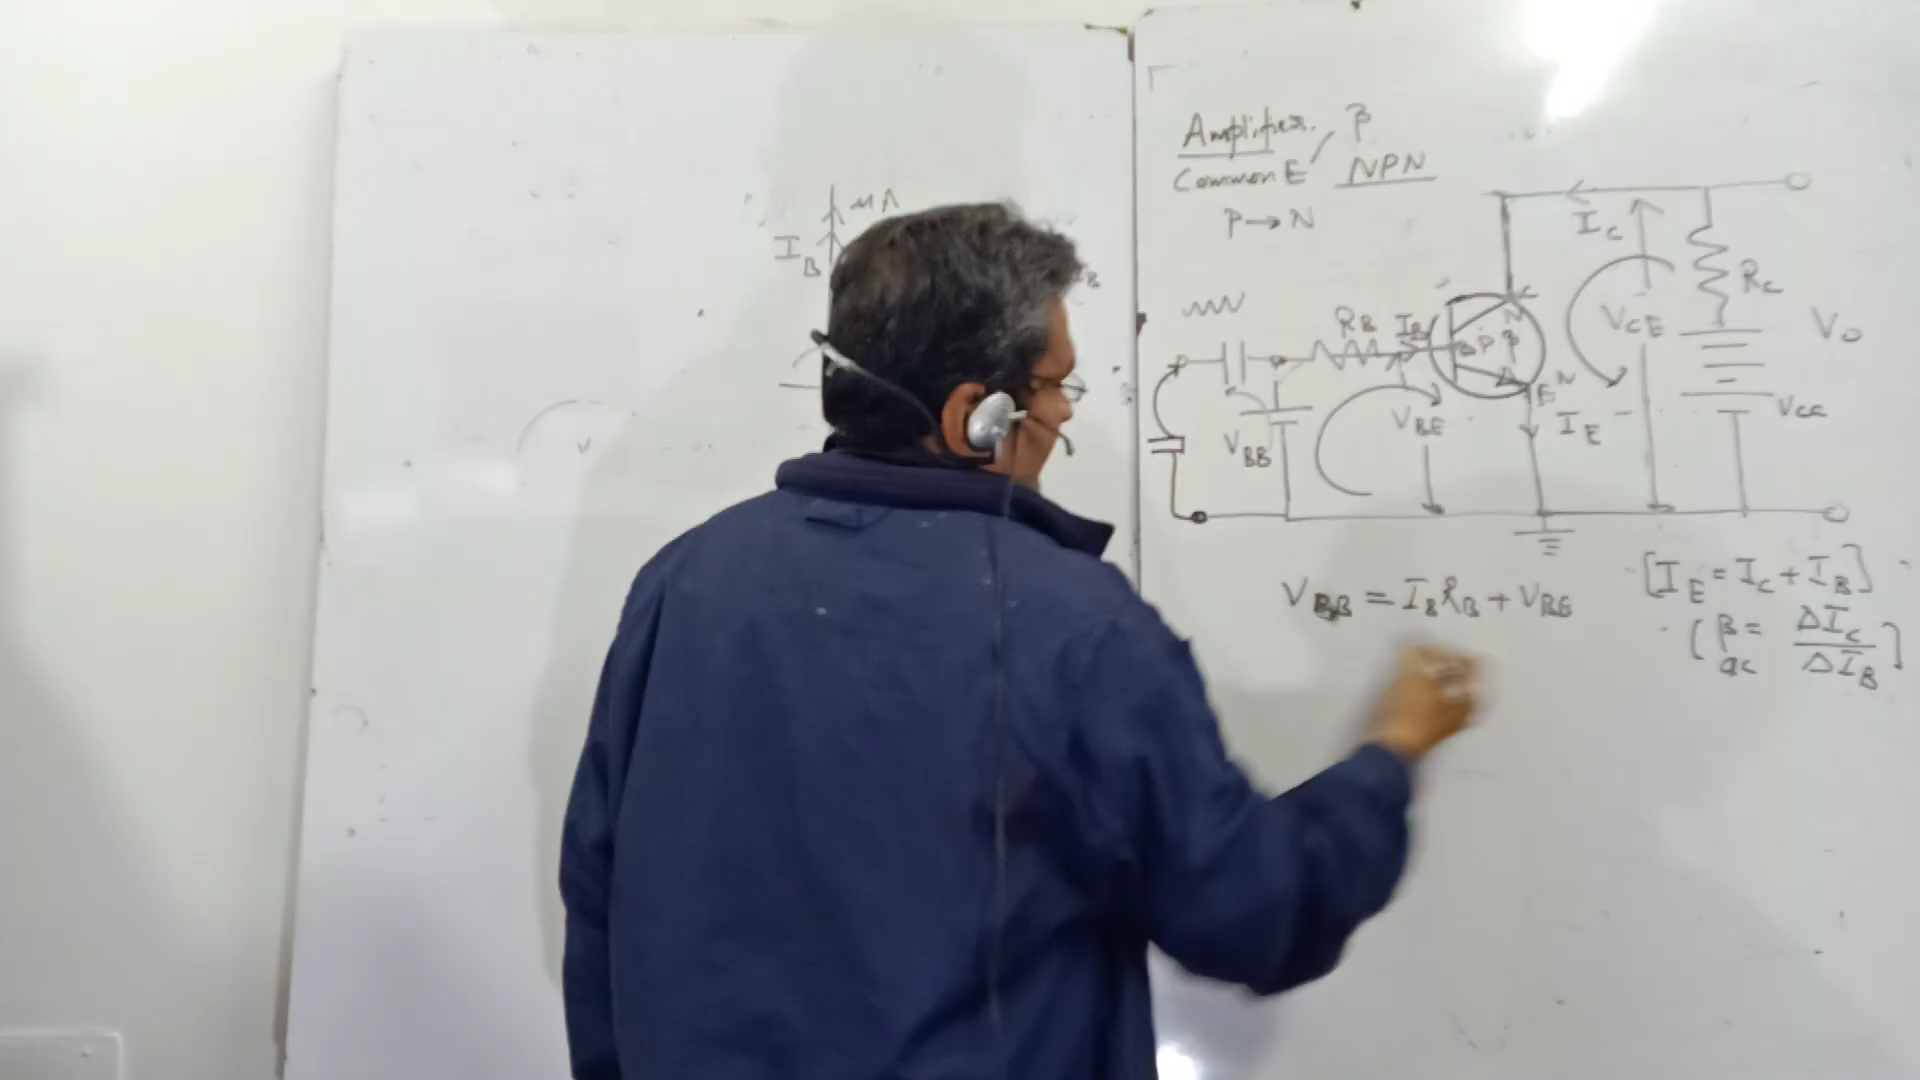 Amplifier. β
Common E / NPN
P → N
μA
I_B
I_C
R_C
V_CE
V_0
R_B I_B
C
N
P
E N
V_BE
I_E
V_CC
V_BB
V_BB = I_B R_B + V_BE
[I_E = I_C + I_B]
[β_ac = ΔI_C / ΔI_B]